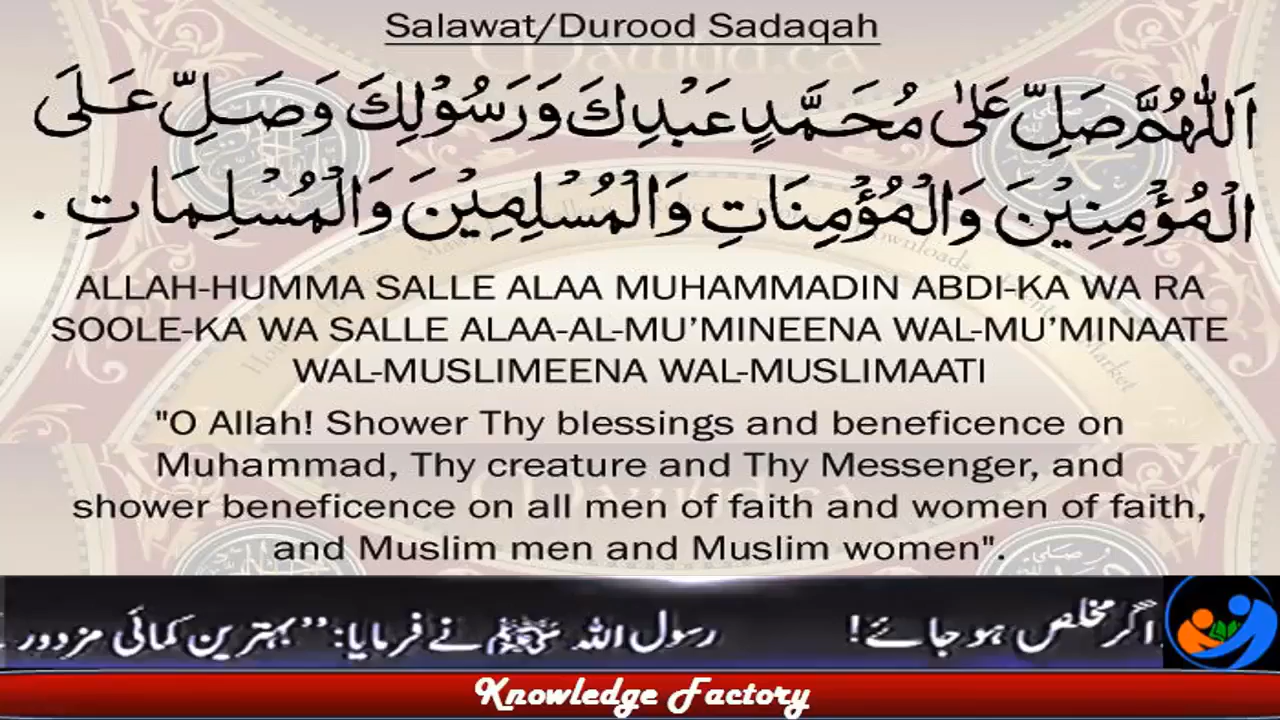 Salawat/Durood Sadaqah
اَللّٰهُمَّ صَلِّ عَلٰى مُحَمَّدٍ عَبْدِكَ وَرَسُوْلِكَ وَصَلِّ عَلَى
الْمُؤْمِنِيْنَ وَالْمُؤْمِنَاتِ وَالْمُسْلِمِيْنَ وَالْمُسْلِمَاتِ .
ALLAH-HUMMA SALLE ALAA MUHAMMADIN ABDI-KA WA RA
SOOLE-KA WA SALLE ALAA-AL-MU’MINEENA WAL-MU’MINAATE
WAL-MUSLIMEENA WAL-MUSLIMAATI
"O Allah! Shower Thy blessings and beneficence on
Muhammad, Thy creature and Thy Messenger, and
shower beneficence on all men of faith and women of faith,
and Muslim men and Muslim women".
اگر مخلص ہو جائے! رسول اللہ ﷺ نے فرمایا: ’’بہترین کمائی مزدور
Knowledge Factory